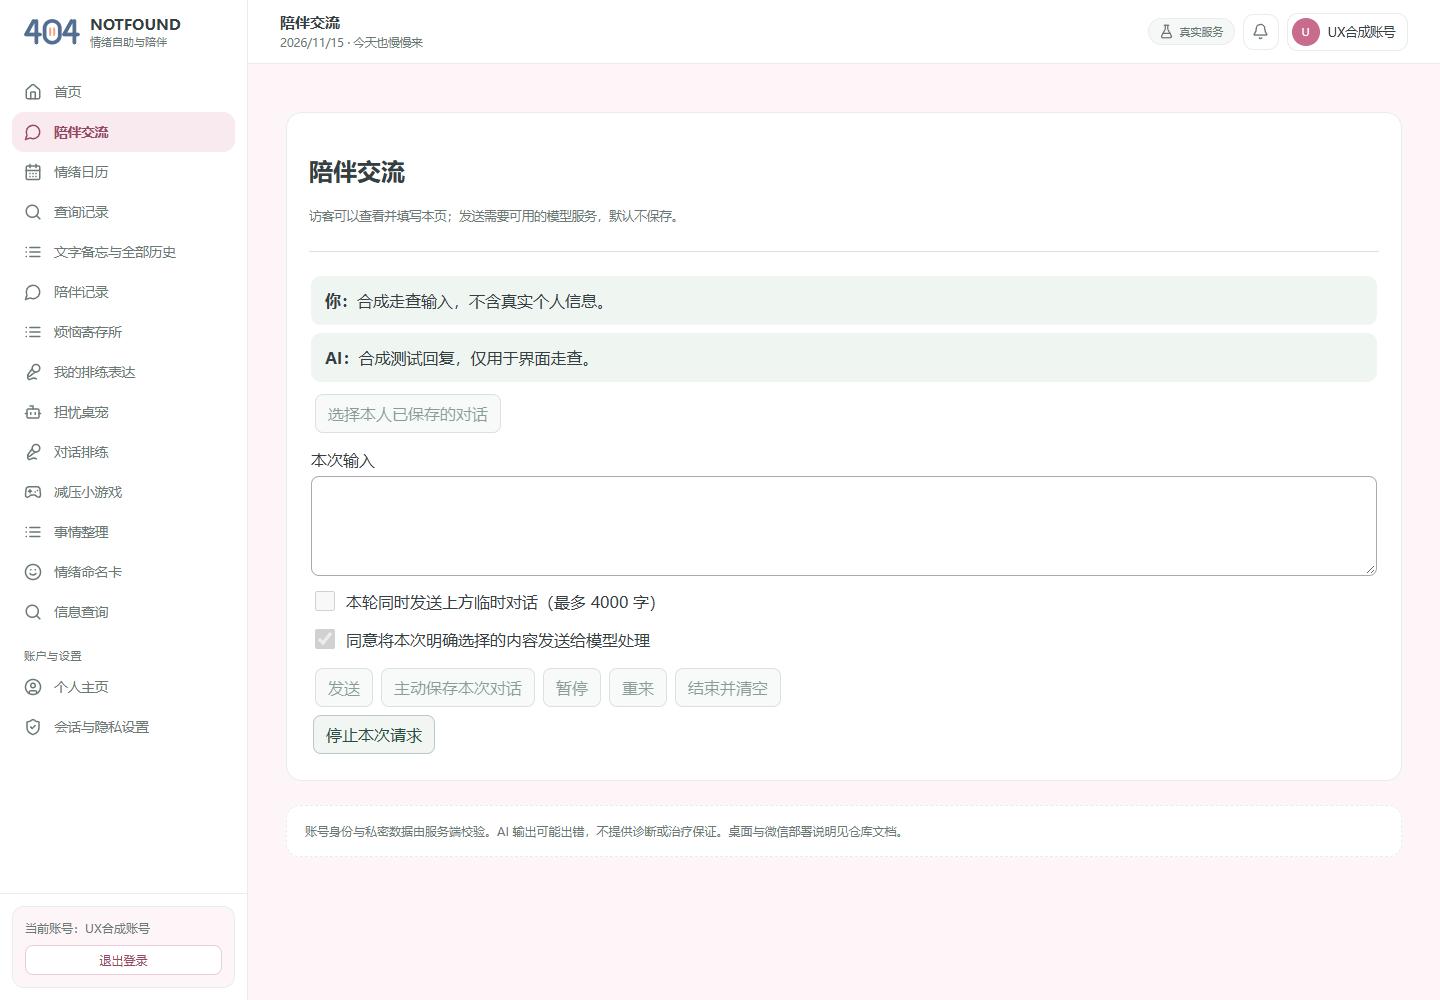 404 NOTFOUND
情绪自助与陪伴
首页
陪伴交流
情绪日历
查询记录
文字备忘与全部历史
陪伴记录
烦恼寄存所
我的排练表达
担忧桌宠
对话排练
减压小游戏
事情整理
情绪命名卡
信息查询
账户与设置
个人主页
会话与隐私设置
当前账号：UX合成账号
退出登录
陪伴交流
2026/11/15 · 今天也慢慢来
真实服务
U UX合成账号
陪伴交流
访客可以查看并填写本页；发送需要可用的模型服务，默认不保存。
你：合成走查输入，不含真实个人信息。
AI：合成测试回复，仅用于界面走查。
选择本人已保存的对话
本次输入
本轮同时发送上方临时对话（最多 4000 字）
同意将本次明确选择的内容发送给模型处理
发送 主动保存本次对话 暂停 重来 结束并清空
停止本次请求
账号身份与私密数据由服务端校验。AI 输出可能出错，不提供诊断或治疗保证。桌面与微信部署说明见仓库文档。